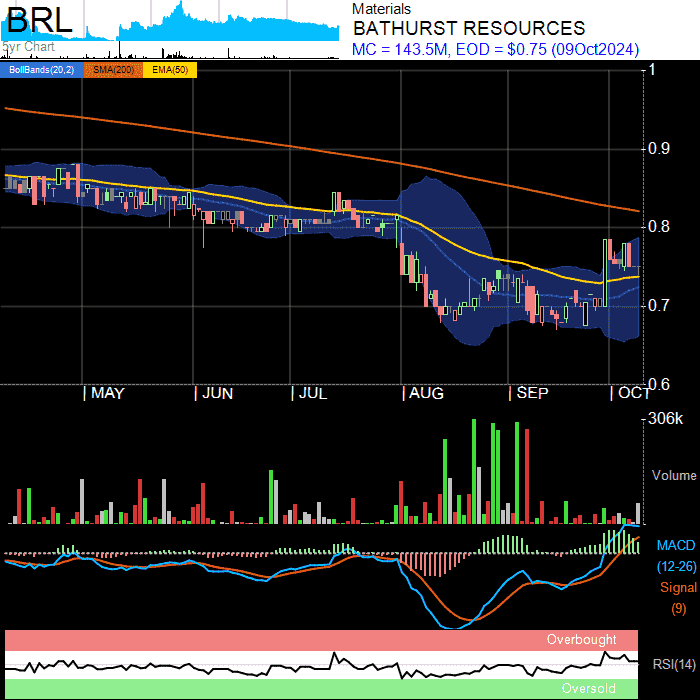 BRL
5yr Chart
Materials
BATHURST RESOURCES
MC = 143.5M, EOD = $0.75 (09Oct2024)
BollBands(20,2) SMA(200) EMA(50)
1
0.9
0.8
0.7
0.6
MAY JUN JUL AUG SEP OCT
306k
Volume
MACD
(12-26)
Signal
(9)
Overbought
RSI(14)
Oversold